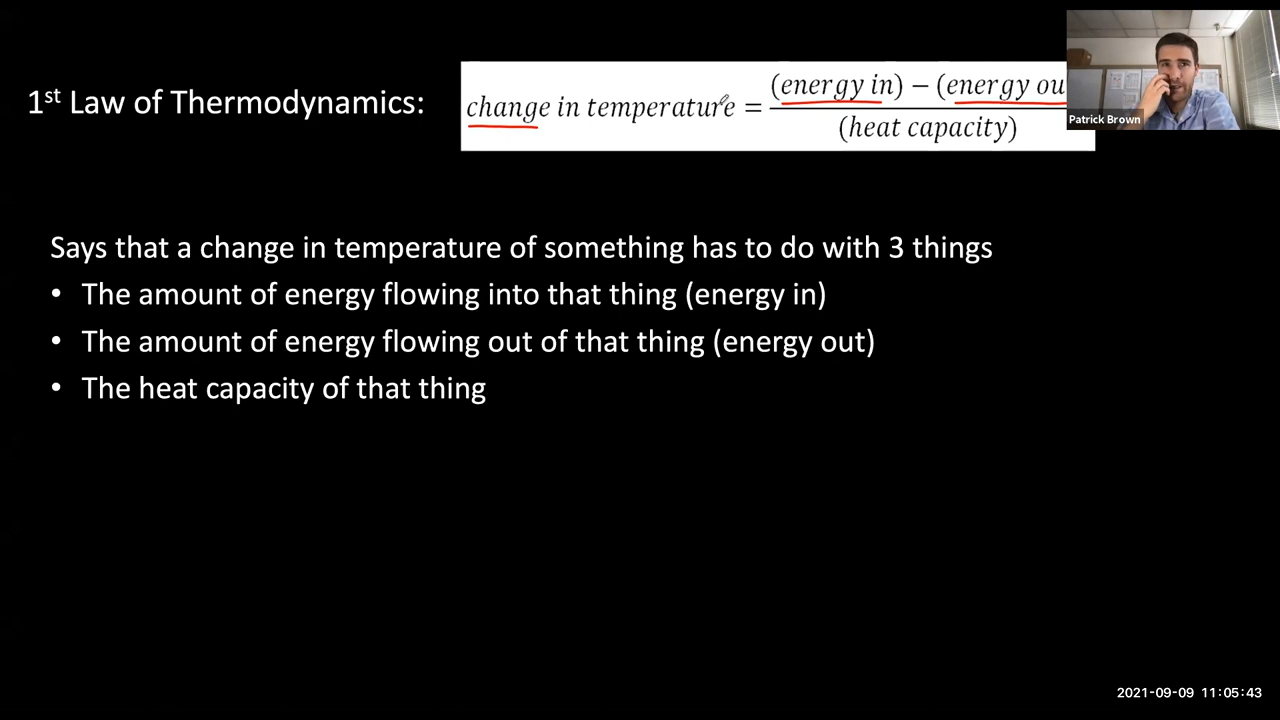 1st Law of Thermodynamics:
change in temperature = (energy in) − (energy ou
(heat capacity)
Patrick Brown
Says that a change in temperature of something has to do with 3 things
• The amount of energy flowing into that thing (energy in)
• The amount of energy flowing out of that thing (energy out)
• The heat capacity of that thing
2021-09-09 11:05:43